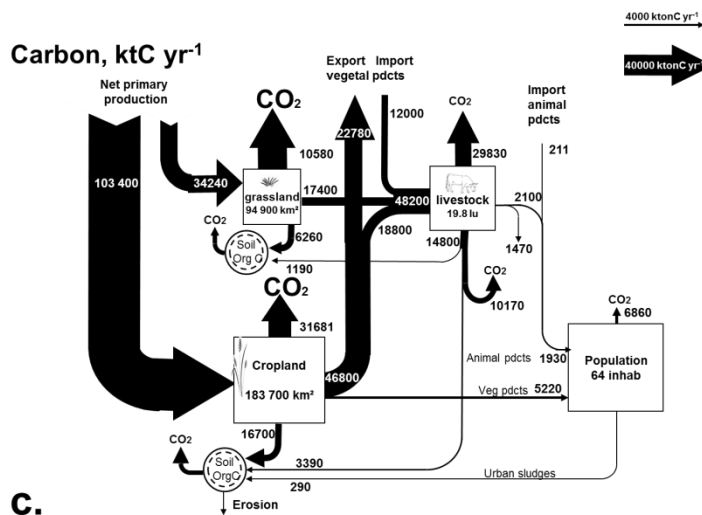 4000 ktonC yr⁻¹
40000 ktonC yr⁻¹
Carbon, ktC yr⁻¹
Net primary
production
Export
vegetal
pdcts
Import
pdcts
Import
animal
pdcts
CO₂
CO₂
22780
12000
211
10580
29830
103 400
34240
grassland
94 900 km²
17400
48200
livestock
19.8 lu
2100
CO₂
6260
18800
14800
1470
Soil
Org C
1190
CO₂
CO₂
10170
31681
CO₂
6860
Cropland
183 700 km²
46800
Animal pdcts
1930
Population
64 inhab
Veg pdcts
5220
16700
CO₂
Soil
OrgC
3390
290
Urban sludges
Erosion
c.